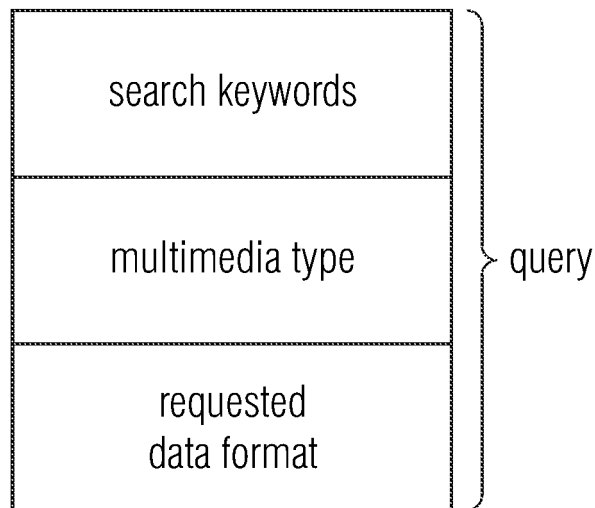 search keywords
multimedia type
query
requested
data format